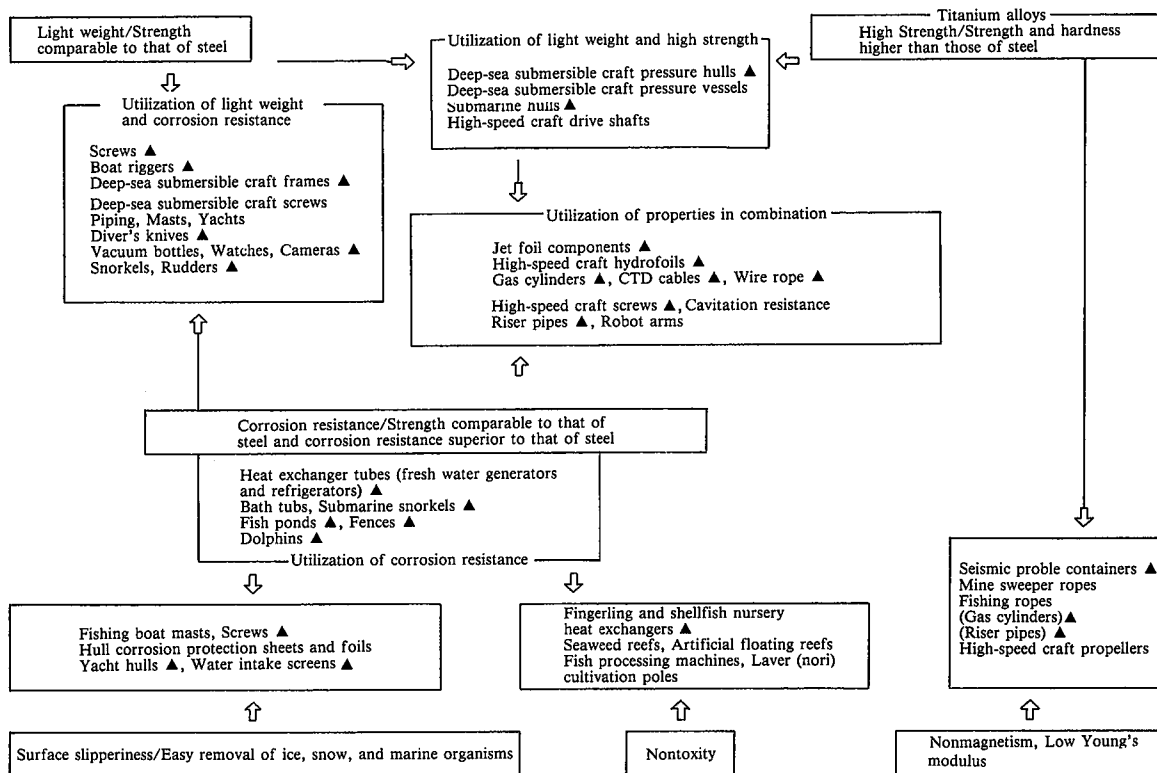 Light weight/Strength
comparable to that of steel
Utilization of light weight and high strength
Deep-sea submersible craft pressure hulls ▲
Deep-sea submersible craft pressure vessels
Submarine hulls ▲
High-speed craft drive shafts
Titanium alloys
High Strength/Strength and hardness
higher than those of steel
Utilization of light weight
and corrosion resistance
Screws ▲
Boat riggers ▲
Deep-sea submersible craft frames ▲
Deep-sea submersible craft screws
Piping, Masts, Yachts
Diver's knives ▲
Vacuum bottles, Watches, Cameras ▲
Snorkels, Rudders ▲
Utilization of properties in combination
Jet foil components ▲
High-speed craft hydrofoils ▲
Gas cylinders ▲, CTD cables ▲, Wire rope ▲
High-speed craft screws ▲, Cavitation resistance
Riser pipes ▲, Robot arms
Corrosion resistance/Strength comparable to that of
steel and corrosion resistance superior to that of steel
Heat exchanger tubes (fresh water generators
and refrigerators) ▲
Bath tubs, Submarine snorkels ▲
Fish ponds ▲, Fences ▲
Dolphins ▲
Utilization of corrosion resistance
Fishing boat masts, Screws ▲
Hull corrosion protection sheets and foils
Yacht hulls ▲, Water intake screens ▲
Fingerling and shellfish nursery
heat exchangers ▲
Seaweed reefs, Artificial floating reefs
Fish processing machines, Laver (nori)
cultivation poles
Seismic proble containers ▲
Mine sweeper ropes
Fishing ropes
(Gas cylinders) ▲
(Riser pipes) ▲
High-speed craft propellers
Surface slipperiness/Easy removal of ice, snow, and marine organisms
Nontoxity
Nonmagnetism, Low Young's
modulus